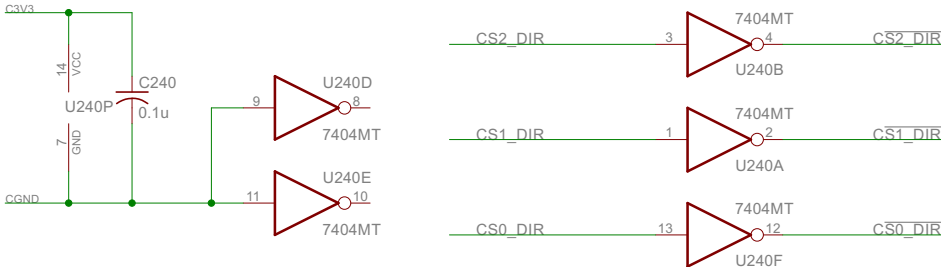 C3V3
14
VCC
C240
U240P
0.1u
7
GND
CGND
U240D
9
8
7404MT
U240E
11
10
7404MT
7404MT
CS2_DIR
3
4
CS2_DIR
U240B
7404MT
CS1_DIR
1
2
CS1_DIR
U240A
7404MT
CS0_DIR
13
12
CS0_DIR
U240F